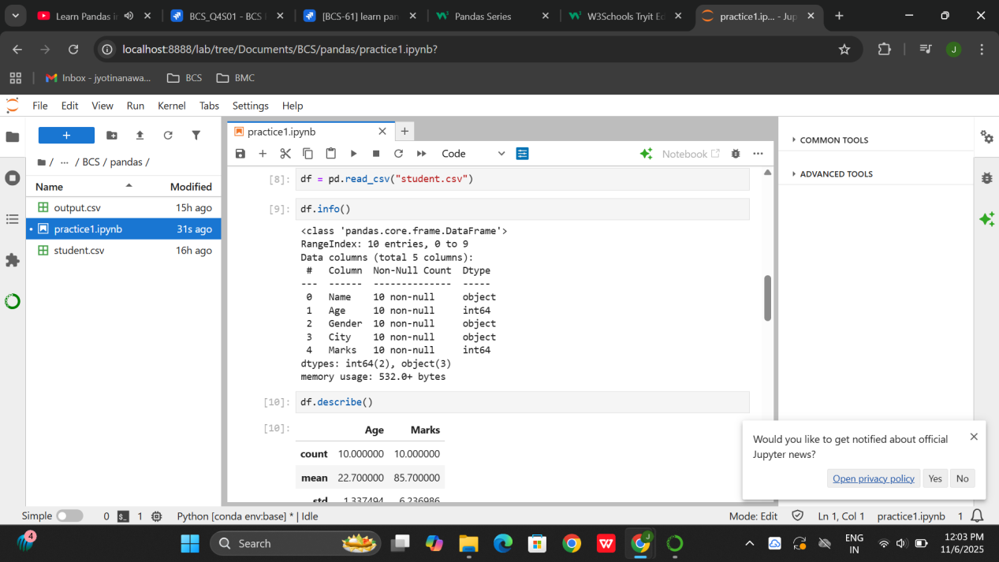 Learn Pandas in
BCS_Q4S01 - BCS
[BCS-61] learn pan
Pandas Series
W3Schools Tryit Ed
practice1.ip... - Jup
localhost:8888/lab/tree/Documents/BCS/pandas/practice1.ipynb?
J
Inbox - jyotinanawa...
BCS
BMC
File Edit View Run Kernel Tabs Settings Help
+
/ ... / BCS / pandas /
Name Modified
output.csv 15h ago
practice1.ipynb 31s ago
student.csv 16h ago
practice1.ipynb
Code
Notebook
[8]: df = pd.read_csv("student.csv")
[9]: df.info()
<class 'pandas.core.frame.DataFrame'>
RangeIndex: 10 entries, 0 to 9
Data columns (total 5 columns):
# Column Non-Null Count Dtype
--- ------ -------------- -----
0 Name 10 non-null object
1 Age 10 non-null int64
2 Gender 10 non-null object
3 City 10 non-null object
4 Marks 10 non-null int64
dtypes: int64(2), object(3)
memory usage: 532.0+ bytes
[10]: df.describe()
[10]:
Age Marks
count 10.000000 10.000000
mean 22.700000 85.700000
std 1.337494 6.236986
COMMON TOOLS
ADVANCED TOOLS
Would you like to get notified about official
Jupyter news?
Open privacy policy Yes No
Simple 0 1 Python [conda env:base] * | Idle
Mode: Edit Ln 1, Col 1 practice1.ipynb 1
4
Search
J
ENG
IN
12:03 PM
11/6/2025